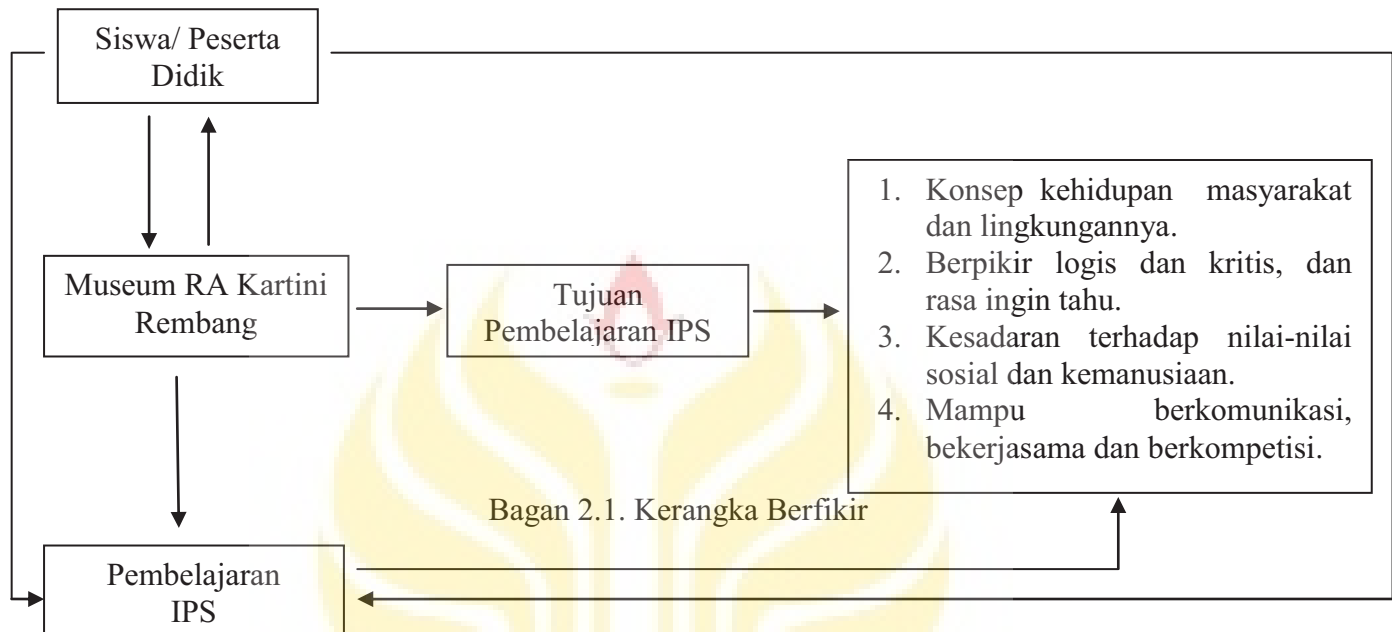 Siswa/ Peserta
Didik
Museum RA Kartini
Rembang
Tujuan
Pembelajaran IPS
1. Konsep kehidupan masyarakat
dan lingkungannya.
2. Berpikir logis dan kritis, dan
rasa ingin tahu.
3. Kesadaran terhadap nilai-nilai
sosial dan kemanusiaan.
4. Mampu berkomunikasi,
bekerjasama dan berkompetisi.
Bagan 2.1. Kerangka Berfikir
Pembelajaran
IPS